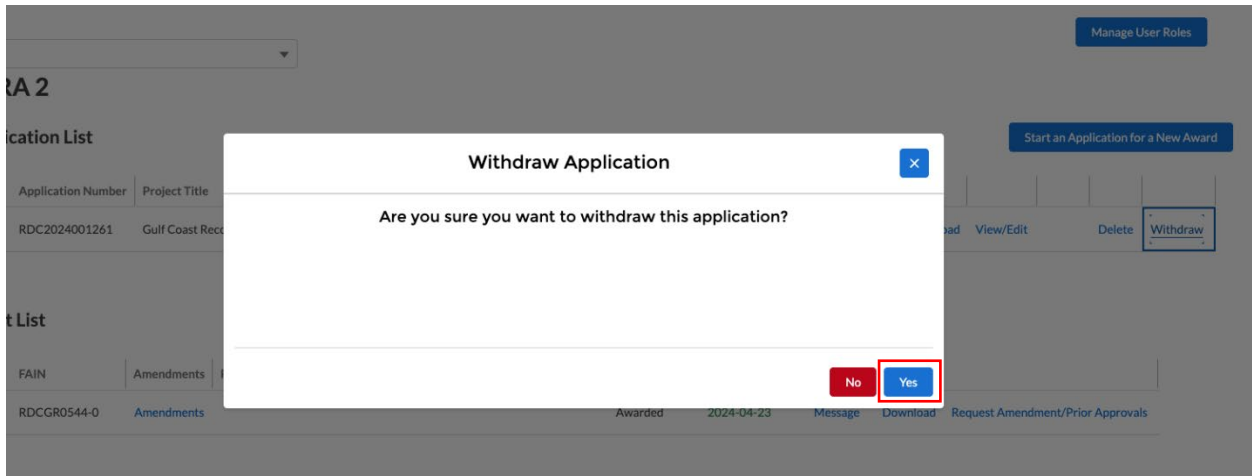 Manage User Roles
RA 2
ication List
Start an Application for a New Award
Withdraw Application
Application Number Project Title
Are you sure you want to withdraw this application?
RDC2024001261 Gulf Coast Reco oad View/Edit Delete Withdraw
t List
FAIN Amendments
No Yes
RDCGR0544-0 Amendments Awarded 2024-04-23 Message Download Request Amendment/Prior Approvals